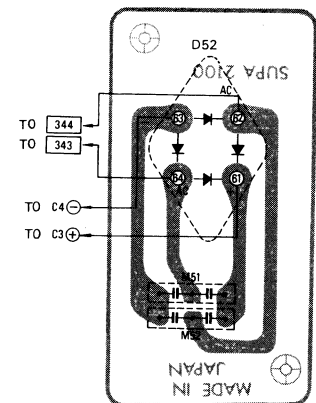 D52
SUPA 2100
AC
63
62
TO 344
TO 343
64
61
AC
TO C4 ⊖
TO C3 ⊕
M51
M52
MADE IN
JAPAN